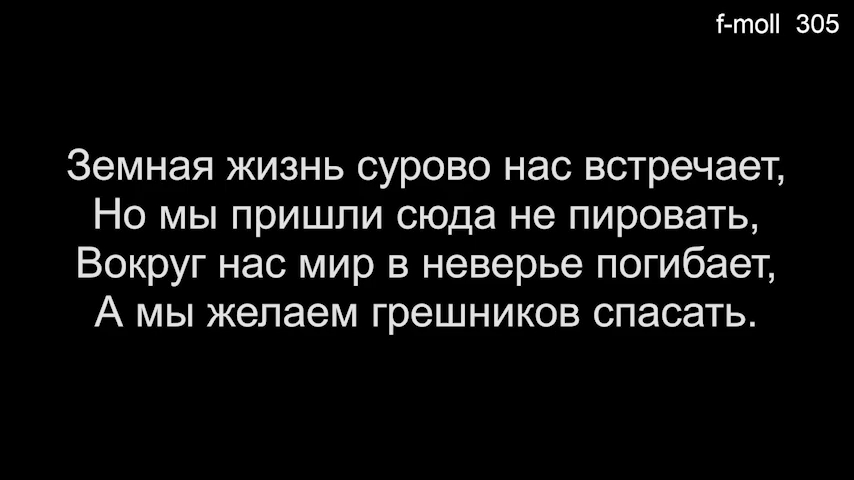 f-moll 305
Земная жизнь сурово нас встречает,
Но мы пришли сюда не пировать,
Вокруг нас мир в неверье погибает,
А мы желаем грешников спасать.